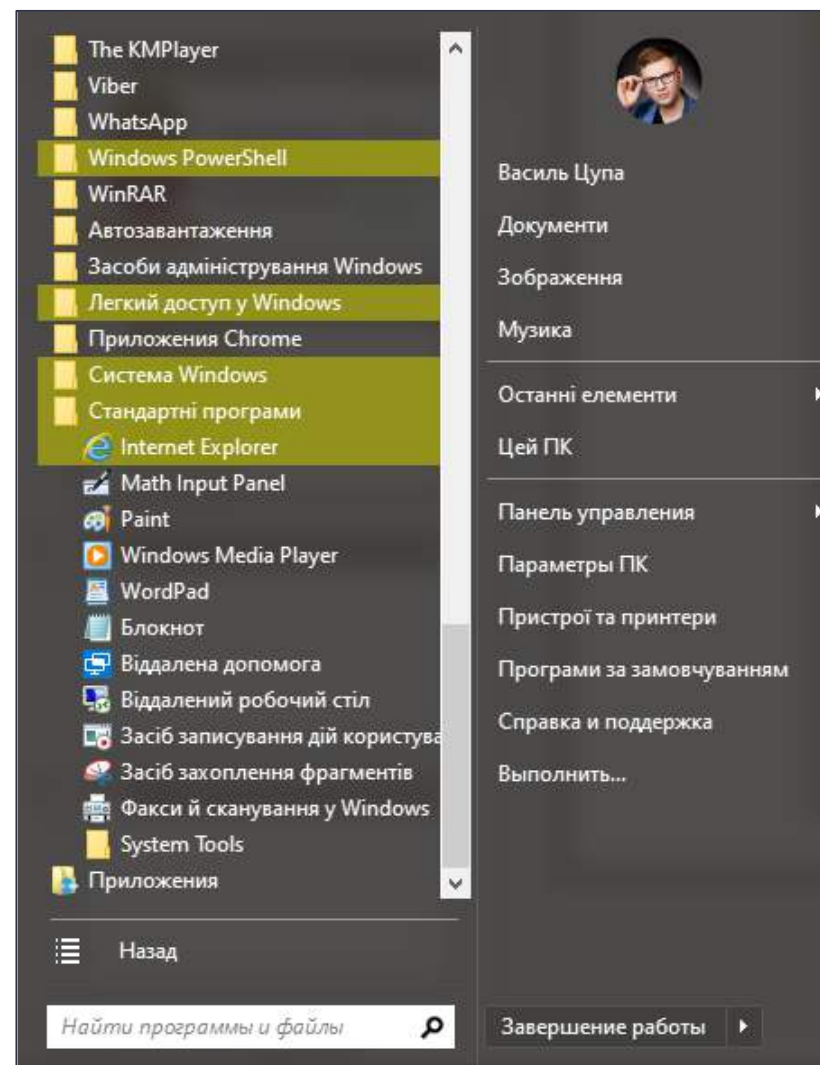 The KMPlayer
Viber
WhatsApp
Windows PowerShell
WinRAR
Автозавантаження
Засоби адміністрування Windows
Легкий доступ у Windows
Приложения Chrome
Система Windows
Стандартні програми
Internet Explorer
Math Input Panel
Paint
Windows Media Player
WordPad
Блокнот
Віддалена допомога
Віддалений робочий стіл
Засіб записування дій користува
Засіб захоплення фрагментів
Факси й сканування у Windows
System Tools
Приложения
Назад
Найти программы и файлы
Василь Цупа
Документи
Зображення
Музика
Останні елементи
Цей ПК
Панель управления
Параметры ПК
Пристрої та принтери
Програми за замовчуванням
Справка и поддержка
Выполнить...
Завершение работы